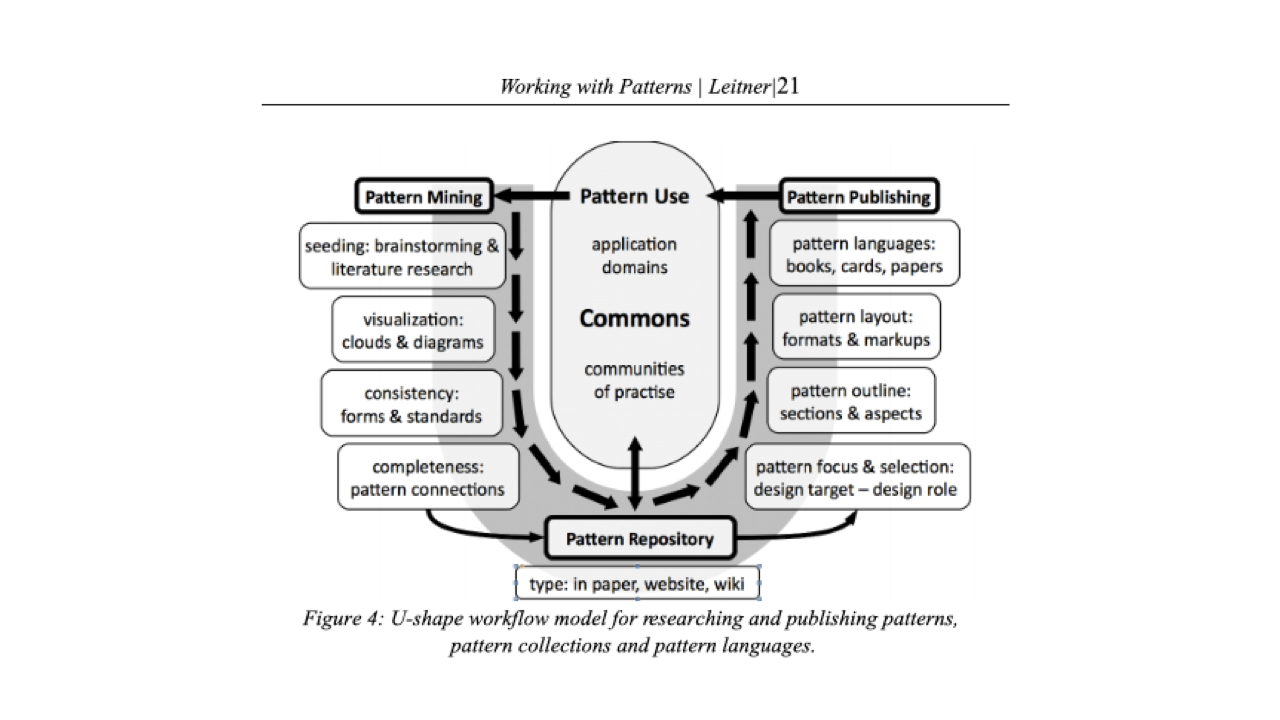 Working with Patterns | Leitner|21
Pattern Mining
Pattern Use
Pattern Publishing
seeding: brainstorming &
literature research
visualization:
clouds & diagrams
consistency:
forms & standards
completeness:
pattern connections
application
domains
Commons
communities
of practise
pattern languages:
books, cards, papers
pattern layout:
formats & markups
pattern outline:
sections & aspects
pattern focus & selection:
design target – design role
Pattern Repository
type: in paper, website, wiki
Figure 4: U-shape workflow model for researching and publishing patterns,
pattern collections and pattern languages.